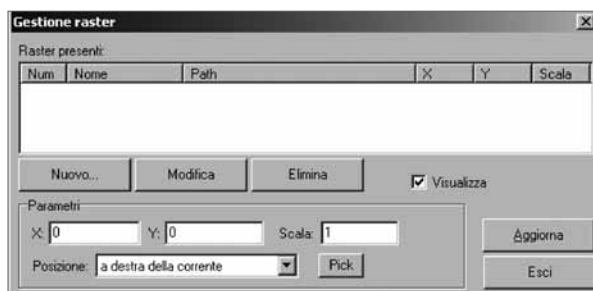 Gestione raster
Raster presenti:
Num Nome Path X Y Scala
Nuovo... Modifica Elimina Visualizza
Parametri
X: 0 Y: 0 Scala: 1 Aggiorna
Posizione: a destra della corrente Pick Esci